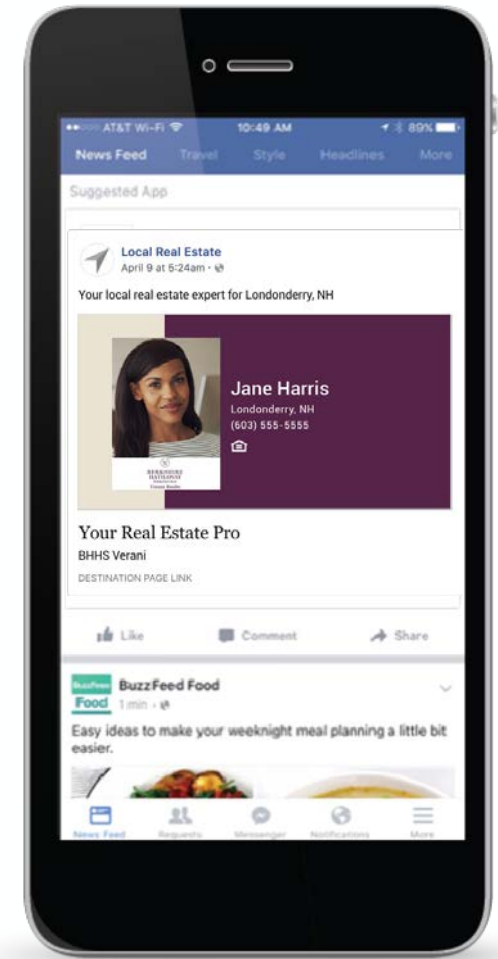 AT&T Wi-Fi 10:49 AM 89%
News Feed Travel Style Headlines More
Suggested App
Local Real Estate
April 9 at 5:24am
Your local real estate expert for Londonderry, NH
Jane Harris
Londonderry, NH
(603) 555-5555
BERKSHIRE
HATHAWAY
Your Real Estate Pro
BHHS Verani
DESTINATION PAGE LINK
Like Comment Share
BuzzFeed BuzzFeed Food
Food 1 min
Easy ideas to make your weeknight meal planning a little bit
easier.
News Feed Requests Messenger Notifications More